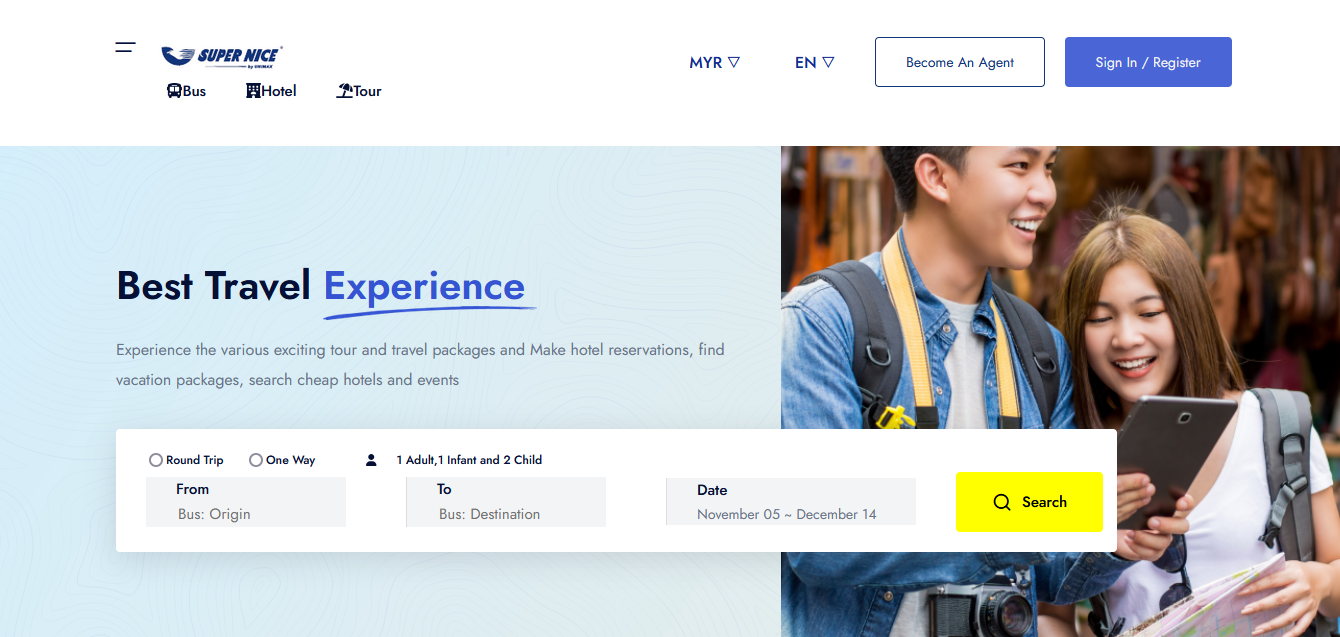 SUPER NICE
by UNIMAX
MYR ▽
EN ▽
Become An Agent
Sign In / Register
Bus
Hotel
Tour
Best Travel Experience
Experience the various exciting tour and travel packages and Make hotel reservations, find
vacation packages, search cheap hotels and events
Round Trip
One Way
1 Adult,1 Infant and 2 Child
From
Bus: Origin
To
Bus: Destination
Date
November 05 ~ December 14
Search